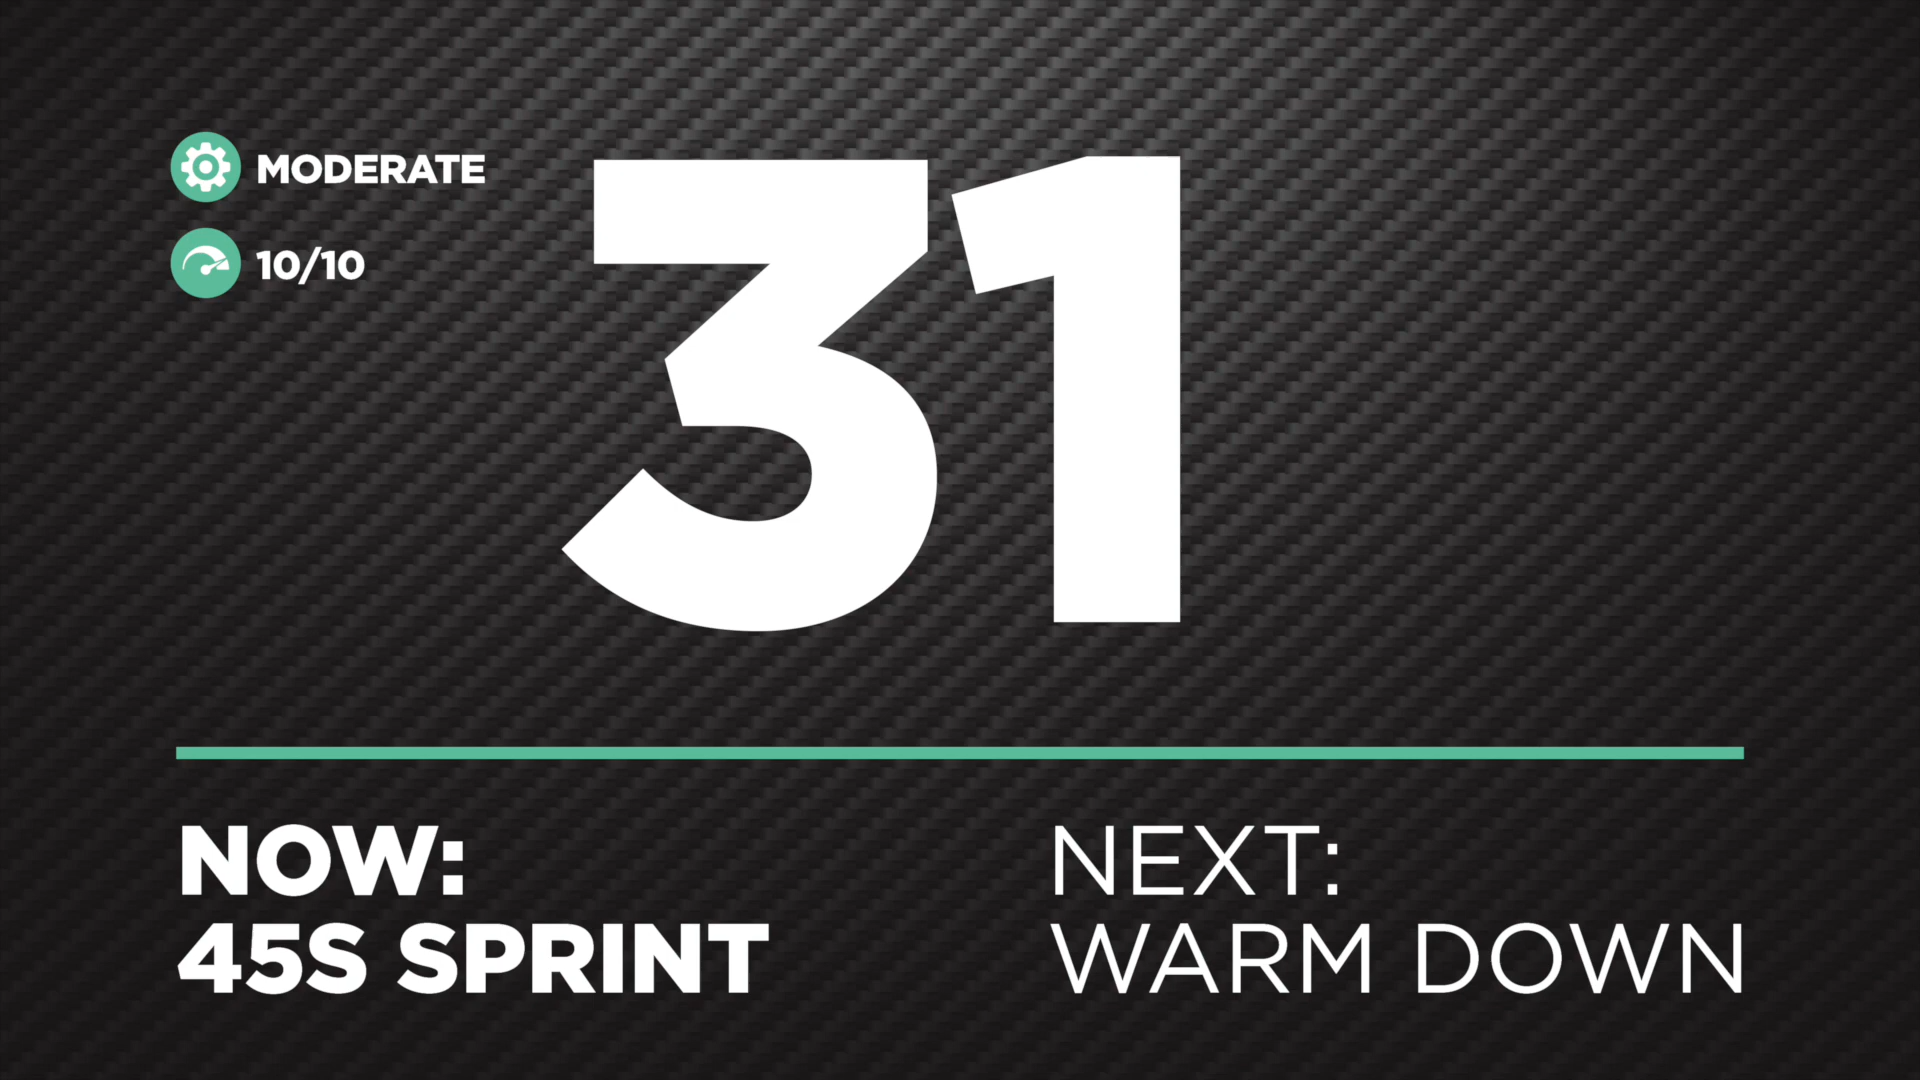 MODERATE
10/10
31
NOW:
45S SPRINT
NEXT:
WARM DOWN